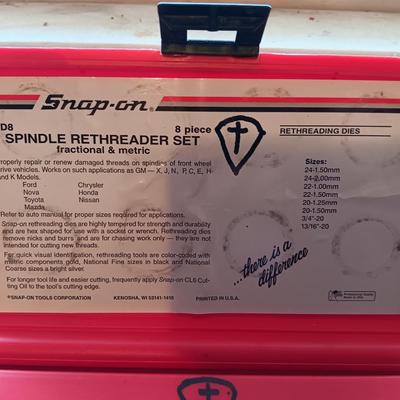 Snap-on®
D8
8 piece
SPINDLE RETHREADER SET
fractional & metric
RETHREADING DIES
roperly repair or renew damaged threads on spindles of front wheel
rive vehicles. Works on such applications as GM — X, J, N, P, C, E, H
nd K Models.
Ford Chrysler
Nova Honda
Toyota Nissan
Mazda
Refer to auto manual for proper sizes required for applications.
Snap-on rethreading dies are highly tempered for strength and durability
and are hex shaped for use with a socket or wrench. Rethreading dies
remove nicks and burrs and are for chasing work only — they are not
intended for cutting new threads.
For quick visual identification, rethreading tools are color-coded with
metric components gold, National Fine sizes in black and National
Coarse sizes a bright silver.
For longer tool life and easier cutting, frequently apply Snap-on CL6 Cut-
ting Oil to the tool's cutting edge.
©SNAP-ON TOOLS CORPORATION KENOSHA, WI 53141-1410 PRINTED IN U.S.A.
Sizes:
24-1.50mm
24-2.00mm
22-1.00mm
22-1.50mm
20-1.25mm
20-1.50mm
3/4"-20
13/16"-20
...there is a
difference